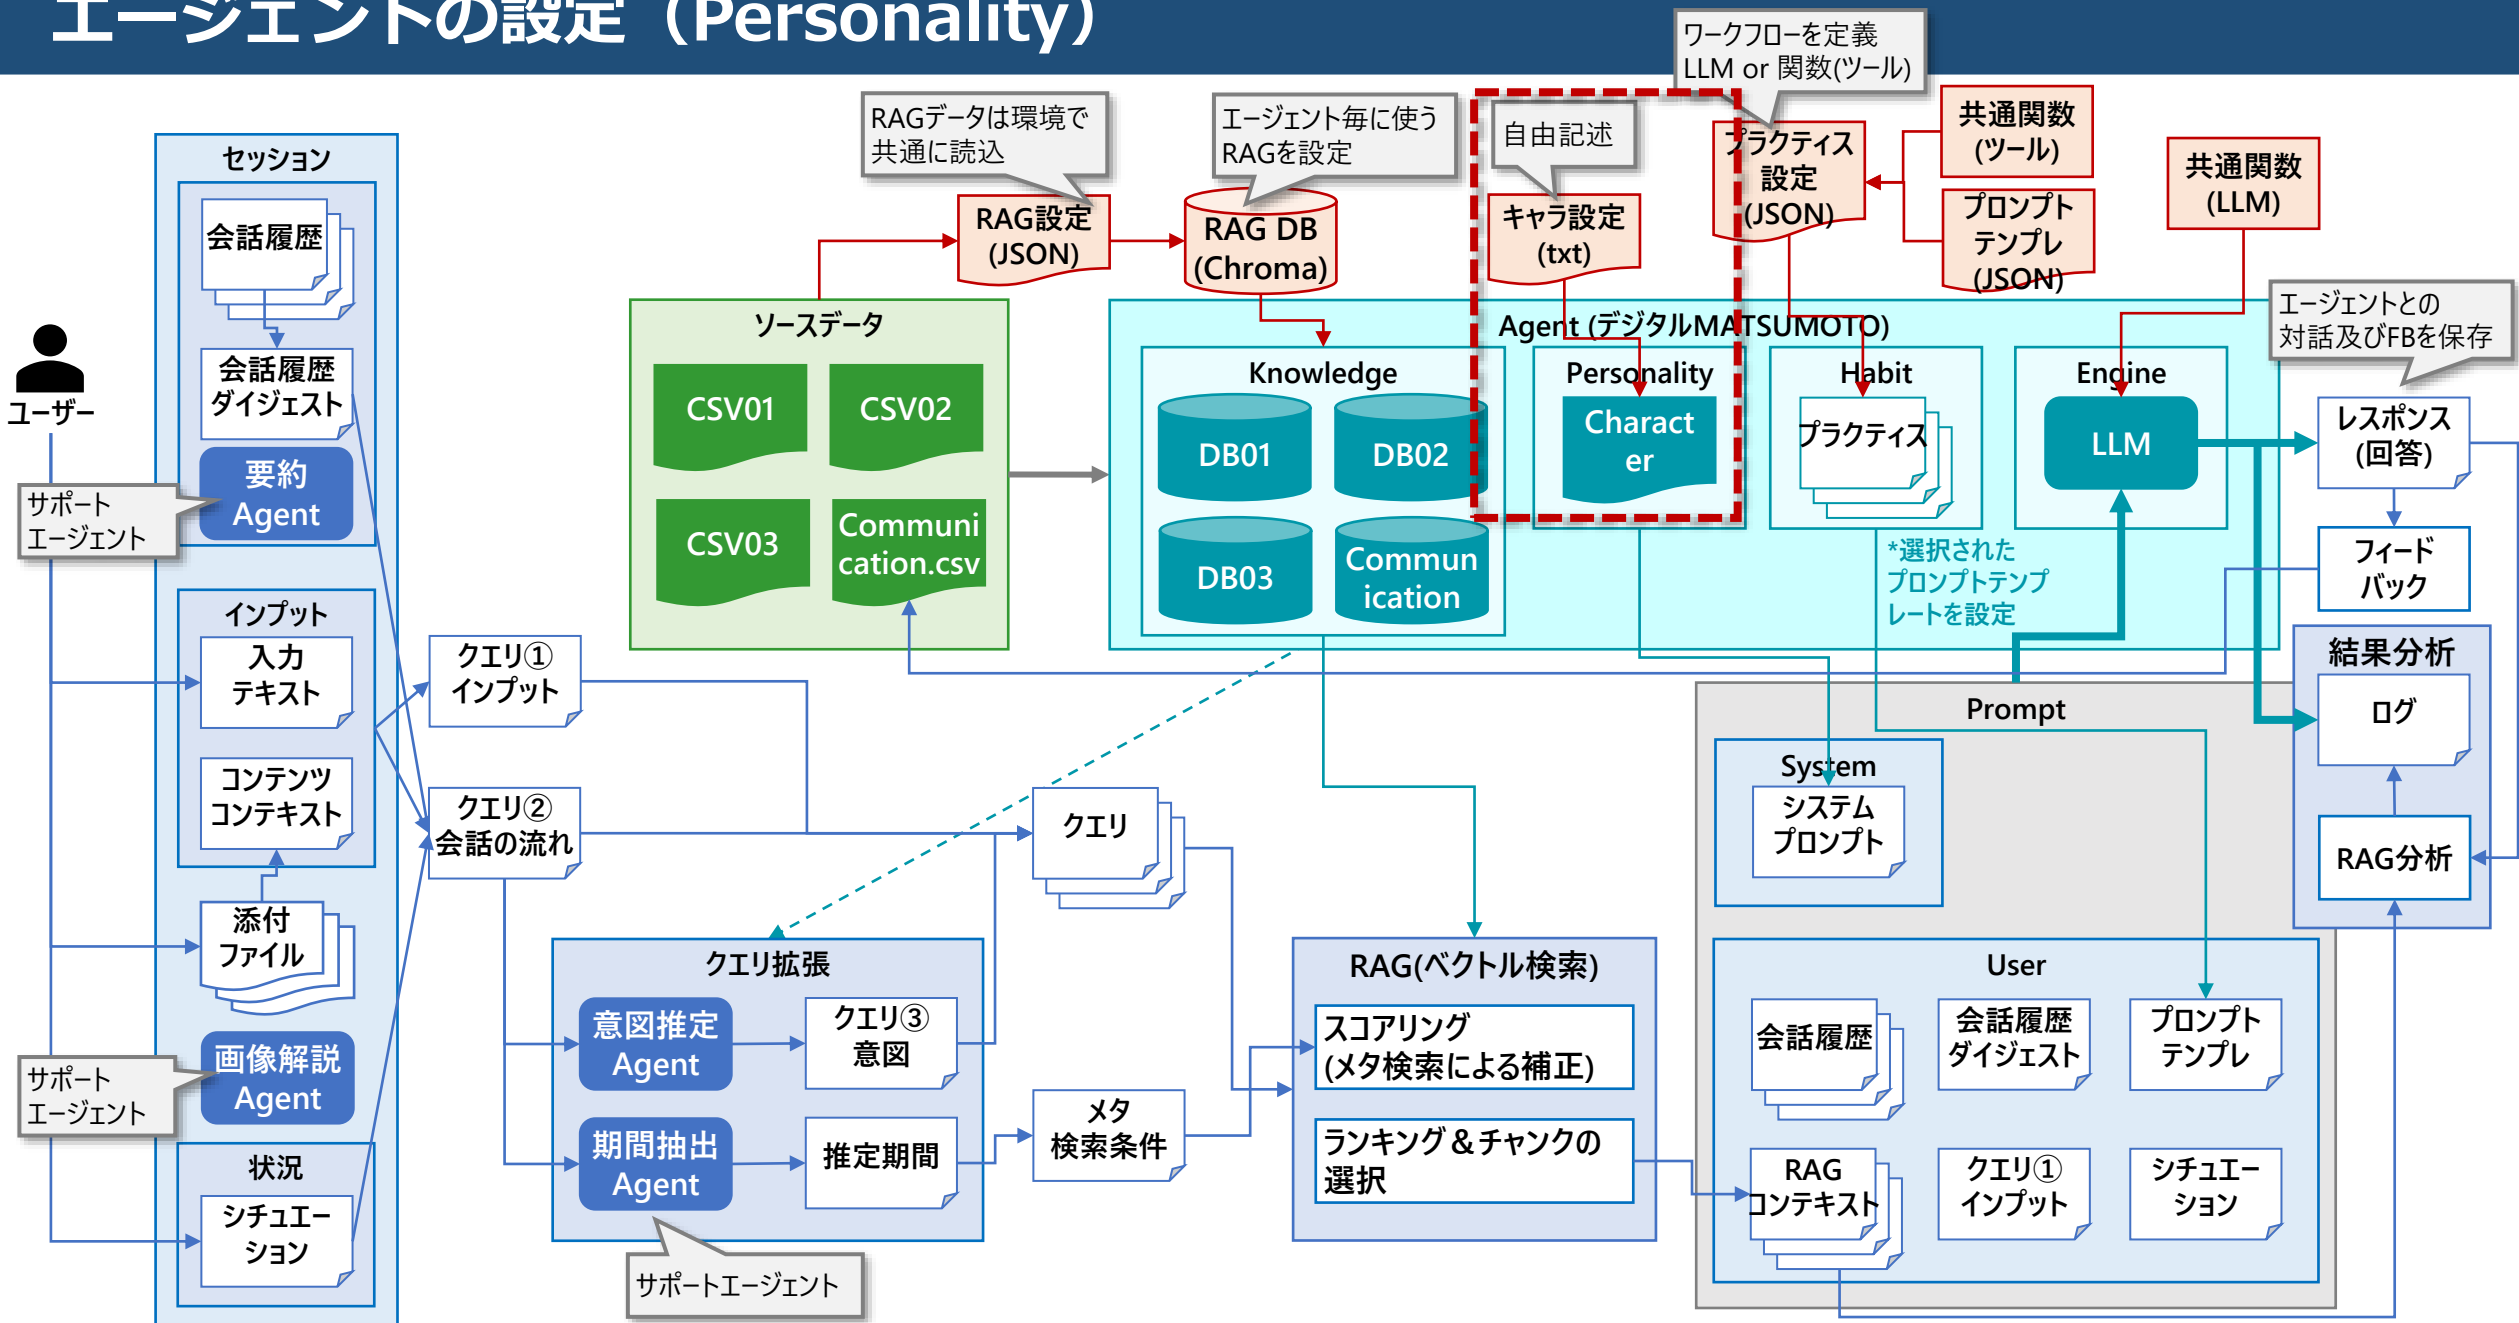 エージェントの設定（Personality）
ワークフローを定義
LLM or 関数(ツール)
RAGデータは環境で
共通に読込
エージェント毎に使う
RAGを設定
自由記述
プラクティス
設定
(JSON)
共通関数
(ツール)
共通関数
(LLM)
プロンプト
テンプレ
(JSON)
RAG設定
(JSON)
RAG DB
(Chroma)
キャラ設定
(txt)
エージェントとの
対話及びFBを保存
ユーザー
セッション
会話履歴
会話履歴
ダイジェスト
要約
Agent
サポート
エージェント
インプット
入力
テキスト
コンテンツ
コンテキスト
添付
ファイル
画像解説
Agent
サポート
エージェント
状況
シチュエー
ション
クエリ①
インプット
クエリ②
会話の流れ
ソースデータ
CSV01
CSV02
CSV03
Communi
cation.csv
Agent (デジタルMATSUMOTO)
Knowledge
DB01
DB02
DB03
Commun
ication
Personality
Charact
er
Habit
プラクティス
*選択された
プロンプトテンプ
レートを設定
Engine
LLM
レスポンス
(回答)
フィード
バック
結果分析
ログ
RAG分析
クエリ
クエリ拡張
意図推定
Agent
クエリ③
意図
期間抽出
Agent
推定期間
サポートエージェント
メタ
検索条件
RAG(ベクトル検索)
スコアリング
(メタ検索による補正)
ランキング＆チャンクの
選択
Prompt
System
システム
プロンプト
User
会話履歴
会話履歴
ダイジェスト
プロンプト
テンプレ
RAG
コンテキスト
クエリ①
インプット
シチュエー
ション